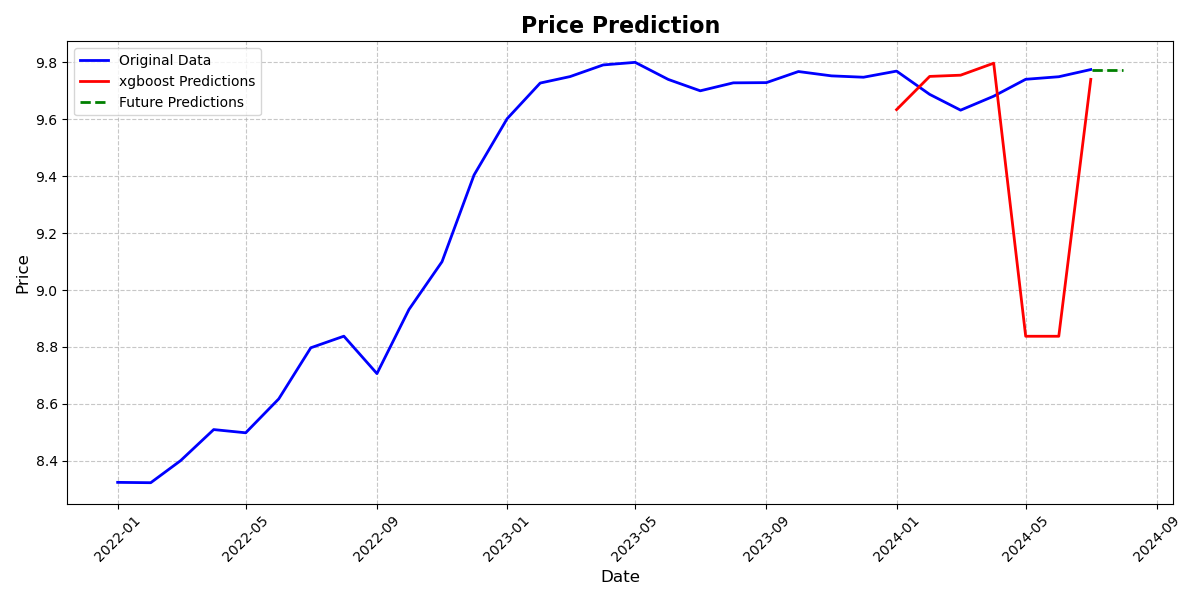 Price Prediction
Original Data
xgboost Predictions
Future Predictions
Price
9.8
9.6
9.4
9.2
9.0
8.8
8.6
8.4
2022-01
2022-05
2022-09
2023-01
2023-05
2023-09
2024-01
2024-05
2024-09
Date